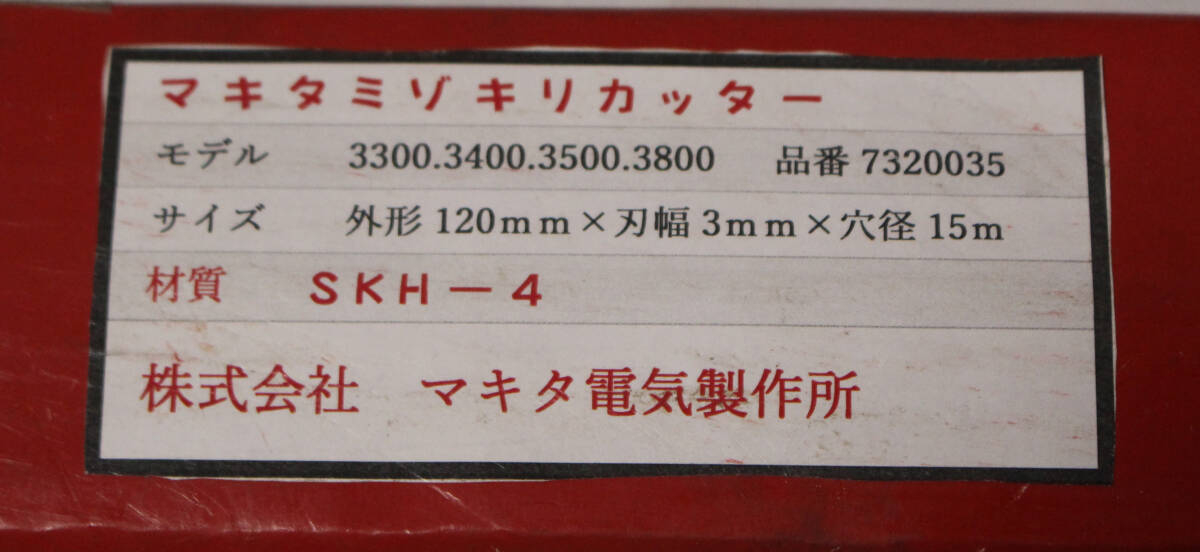 マキタミゾキリカッター
モデル 3300.3400.3500.3800 品番 7320035
サイズ 外形 120mm×刃幅 3mm×穴径 15m
材質 SKH-4
株式会社 マキタ電気製作所